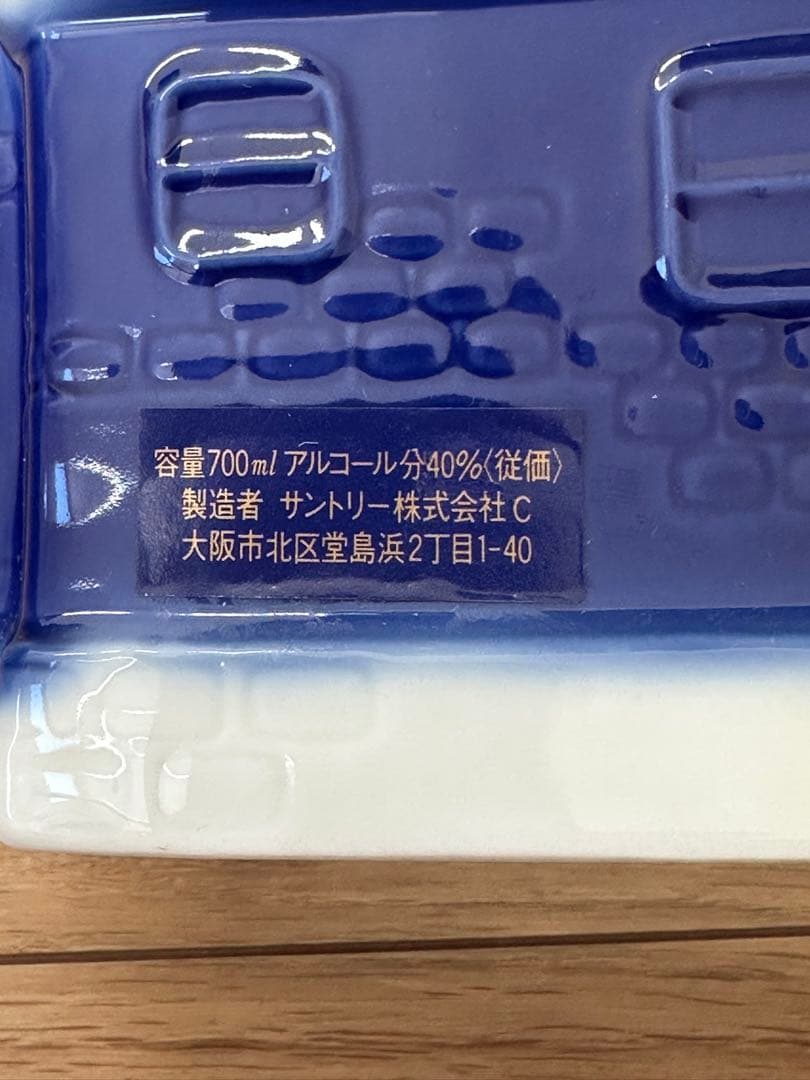 容量700ml アルコール分40%〈従価〉
製造者 サントリー株式会社 C
大阪市北区堂島浜2丁目1-40